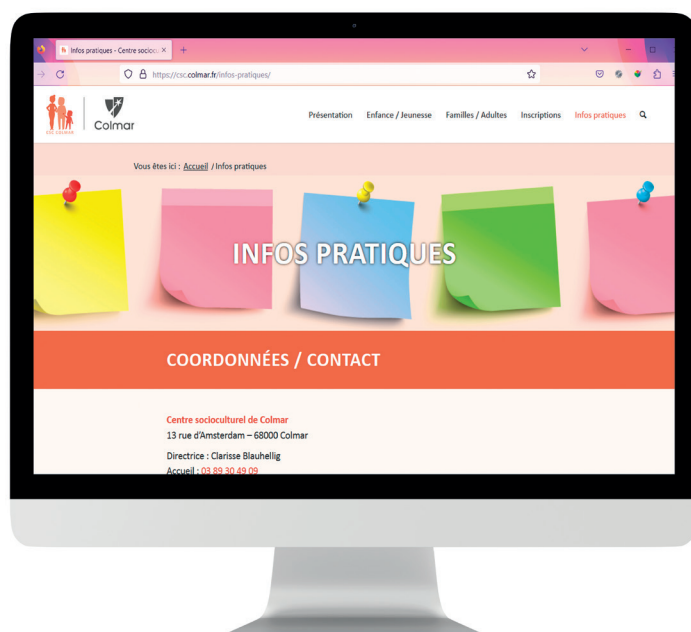 Infos pratiques - Centre sociocu
https://csc.colmar.fr/infos-pratiques/
CSC COLMAR
Colmar
Présentation Enfance / Jeunesse Familles / Adultes Inscriptions Infos pratiques
Vous êtes ici : Accueil / Infos pratiques
INFOS PRATIQUES
COORDONNÉES / CONTACT
Centre socioculturel de Colmar
13 rue d'Amsterdam – 68000 Colmar
Directrice : Clarisse Blauhellig
Accueil : 03 89 30 49 09